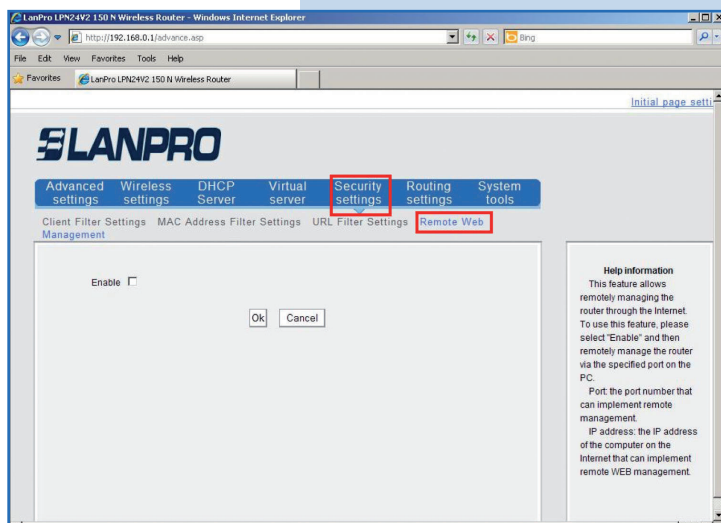 LanPro LPN24V2 150 N Wireless Router - Windows Internet Explorer
http://192.168.0.1/advance.asp
Bing
File Edit View Favorites Tools Help
Favorites
LanPro LPN24V2 150 N Wireless Router
Initial page setti
LANPRO
Advanced settings
Wireless settings
DHCP Server
Virtual server
Security settings
Routing settings
System tools
Client Filter Settings MAC Address Filter Settings URL Filter Settings Remote Web
Management
Enable
Ok Cancel
Help information
This feature allows
remotely managing the
router through the Internet.
To use this feature, please
select "Enable" and then
remotely manage the router
via the specified port on the
PC.
Port: the port number that
can implement remote
management.
IP address: the IP address
of the computer on the
Internet that can implement
remote WEB management.